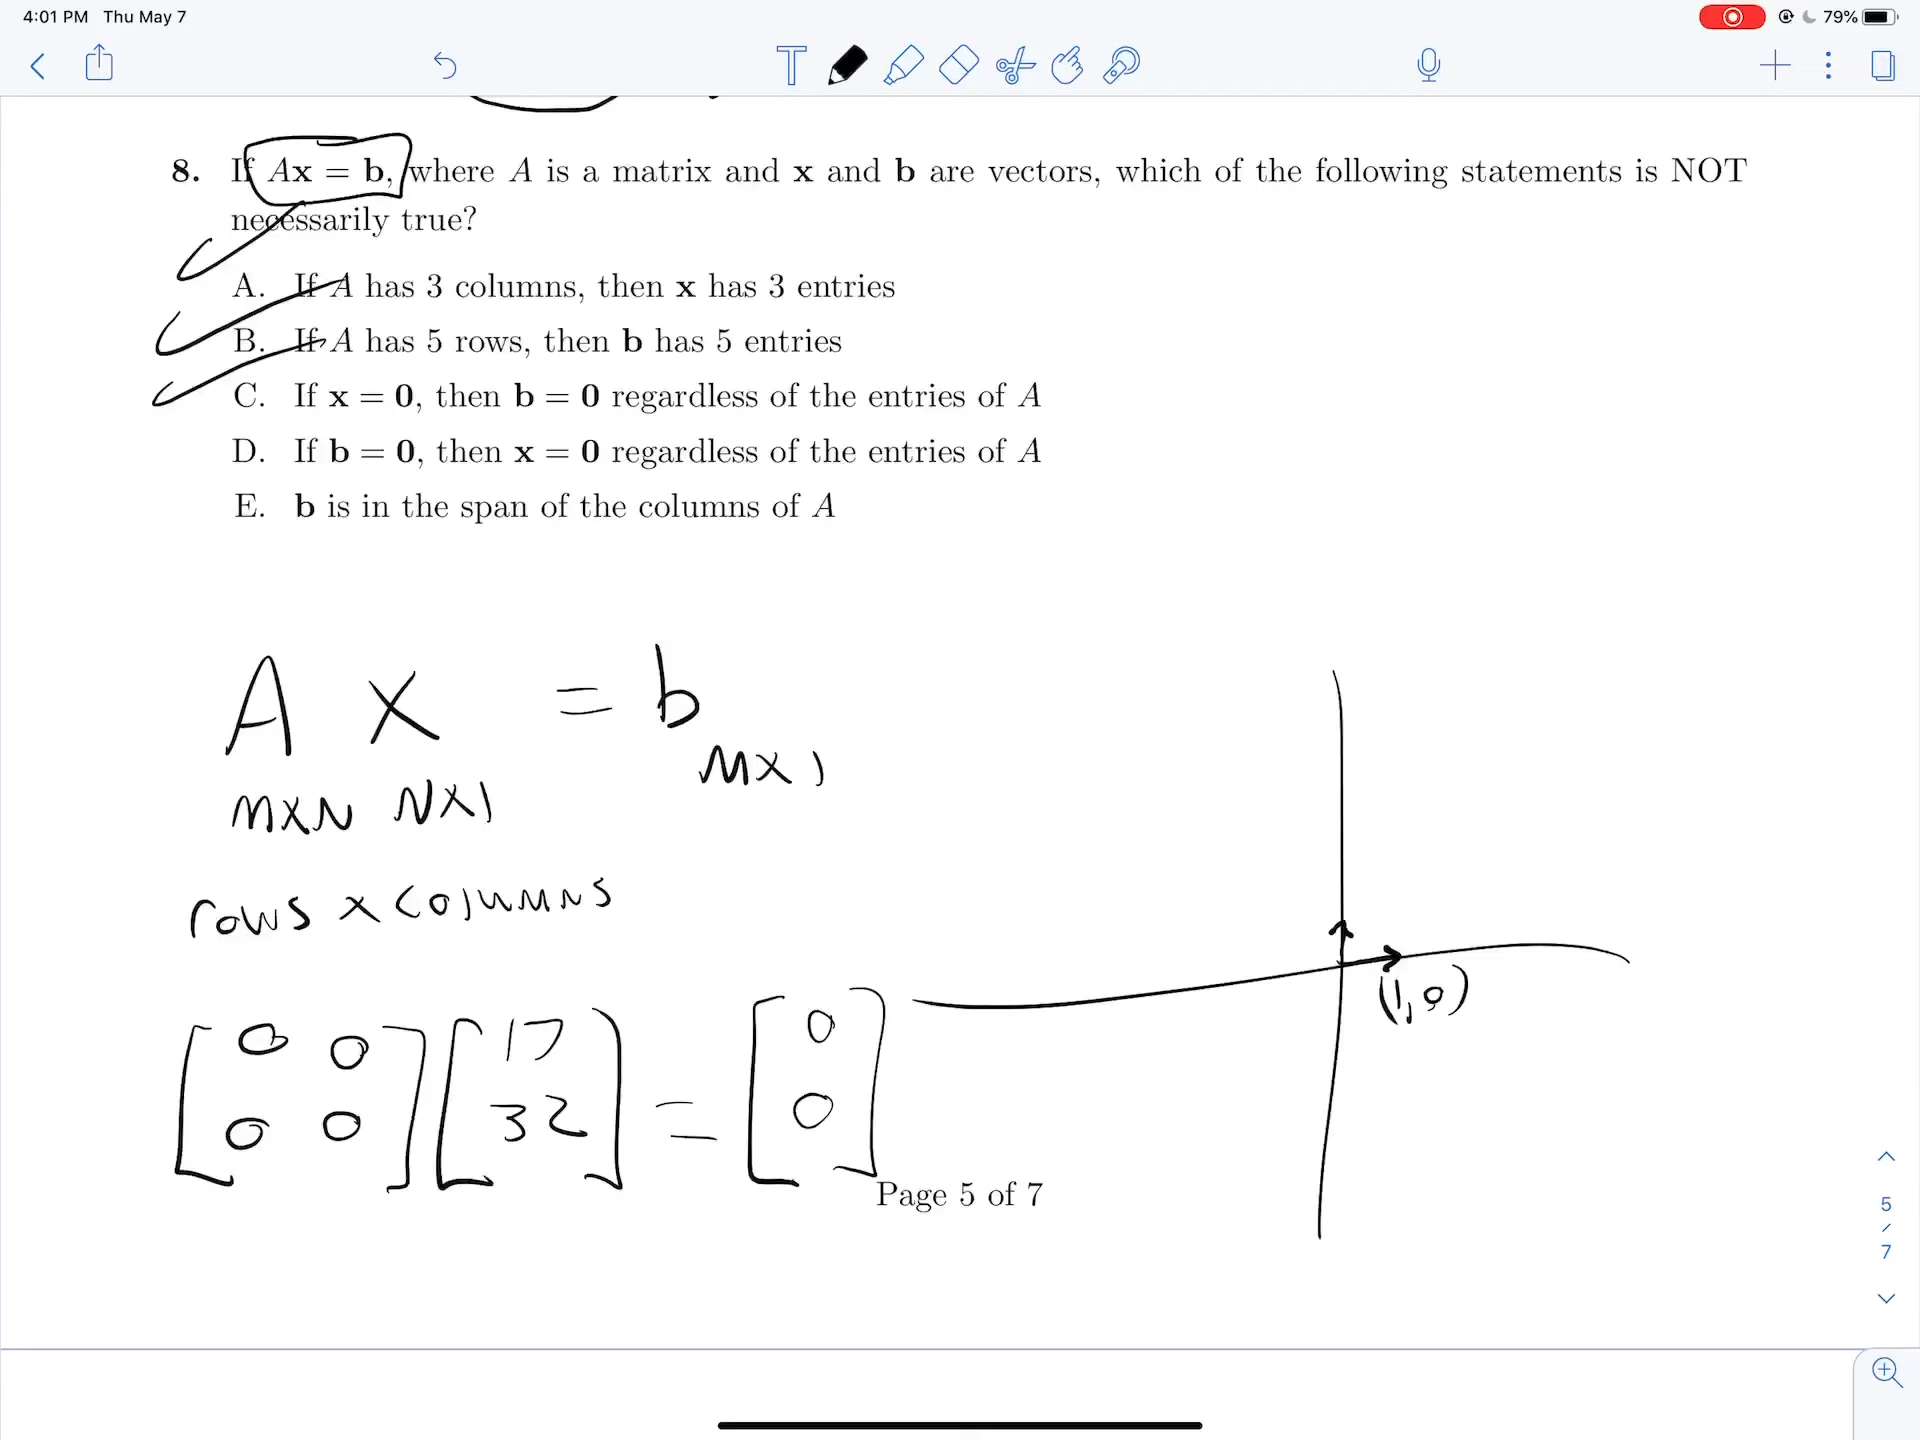 4:01 PM Thu May 7
79%
8. If Ax = b, where A is a matrix and x and b are vectors, which of the following statements is NOT
necessarily true?
A. If A has 3 columns, then x has 3 entries
B. If A has 5 rows, then b has 5 entries
C. If x = 0, then b = 0 regardless of the entries of A
D. If b = 0, then x = 0 regardless of the entries of A
E. b is in the span of the columns of A
A x = b
MXN NX1 MX1
rows x columns
(1,0)
[0 0 [17 = [0
0 0] 32] 0]
Page 5 of 7
5
/
7